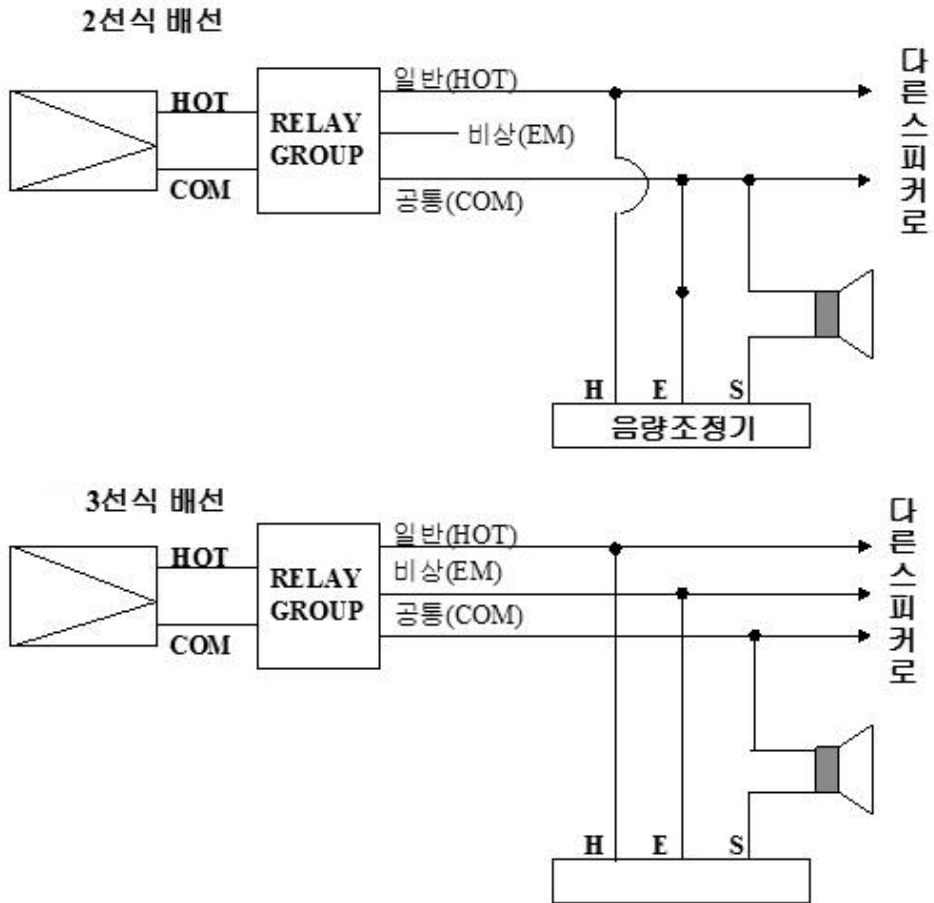 2선식 배선
HOT
COM
RELAY
GROUP
일반(HOT)
비상(EM)
공통(COM)
다른스피커로
H E S
음량조정기
3선식 배선
HOT
COM
RELAY
GROUP
일반(HOT)
비상(EM)
공통(COM)
다른스피커로
H E S